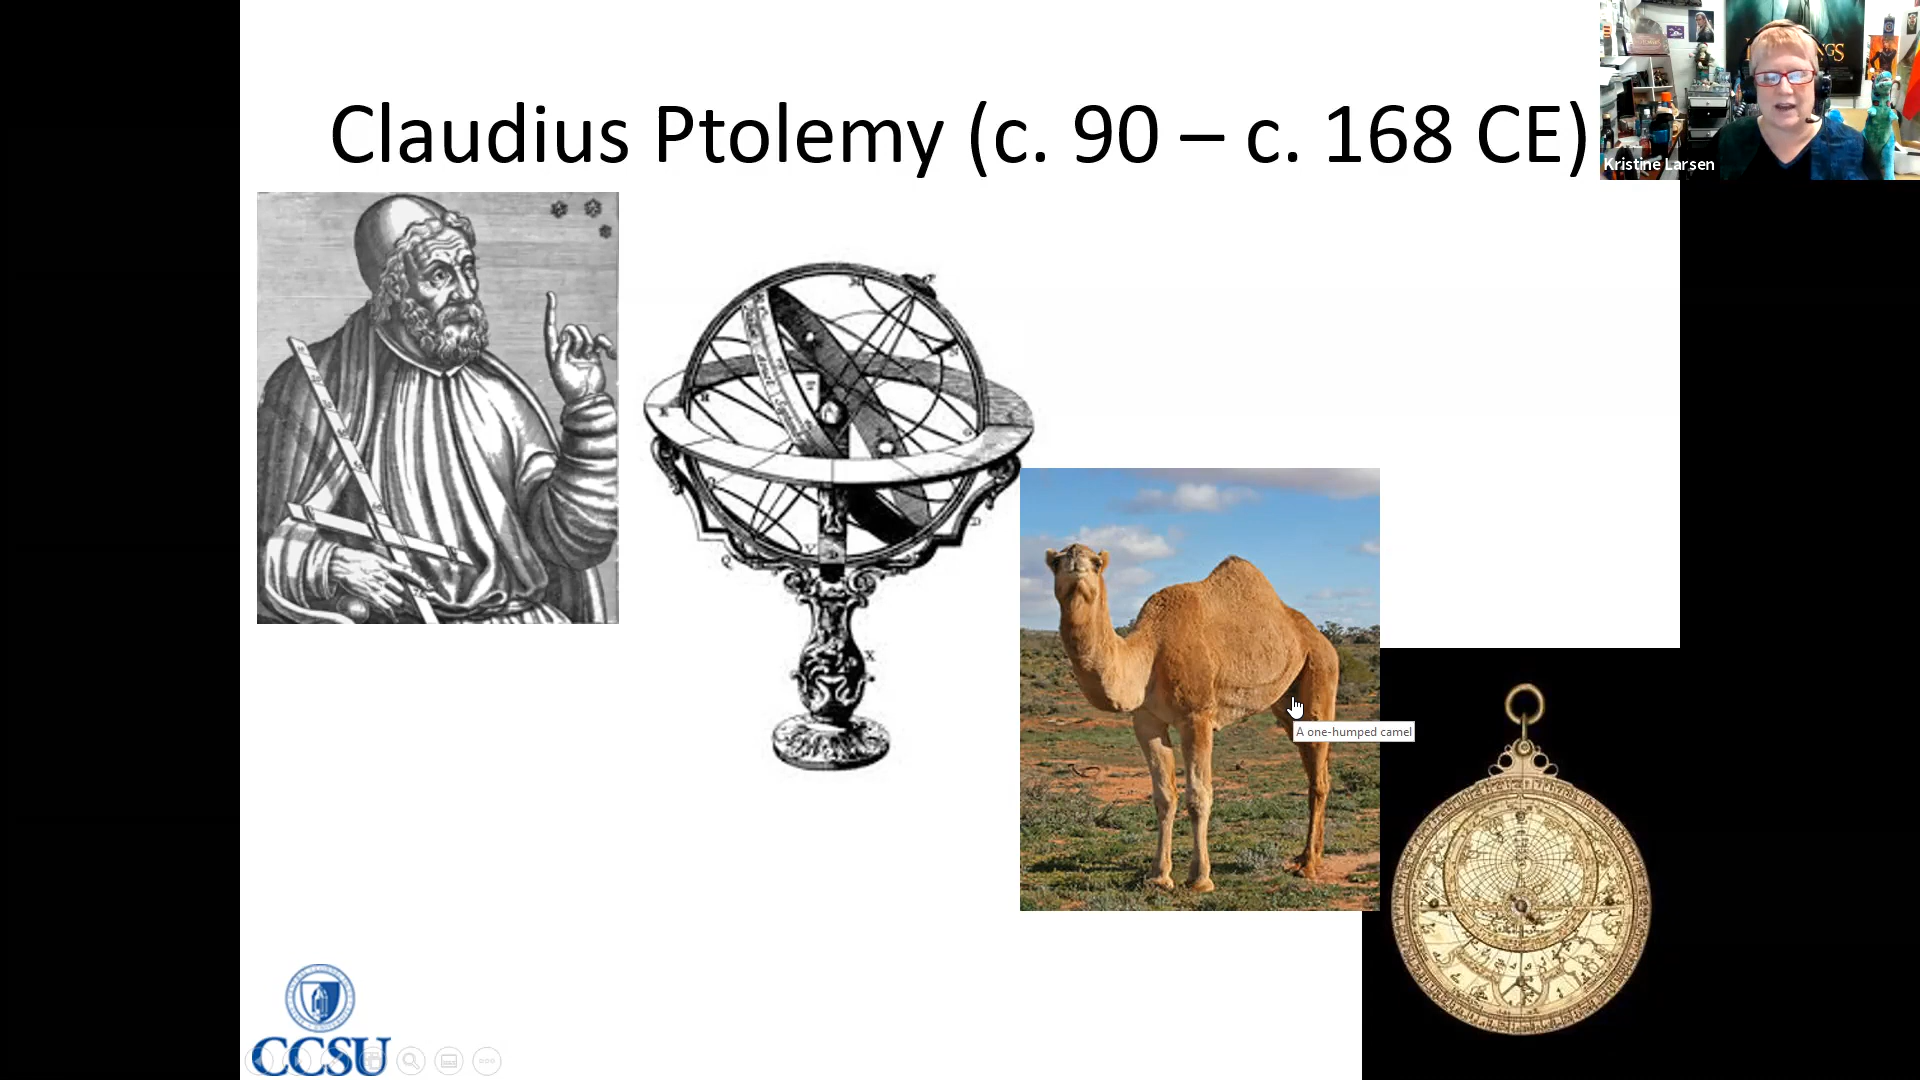 Claudius Ptolemy (c. 90 – c. 168 CE)
Kristine Larsen
A one-humped camel
CCSU